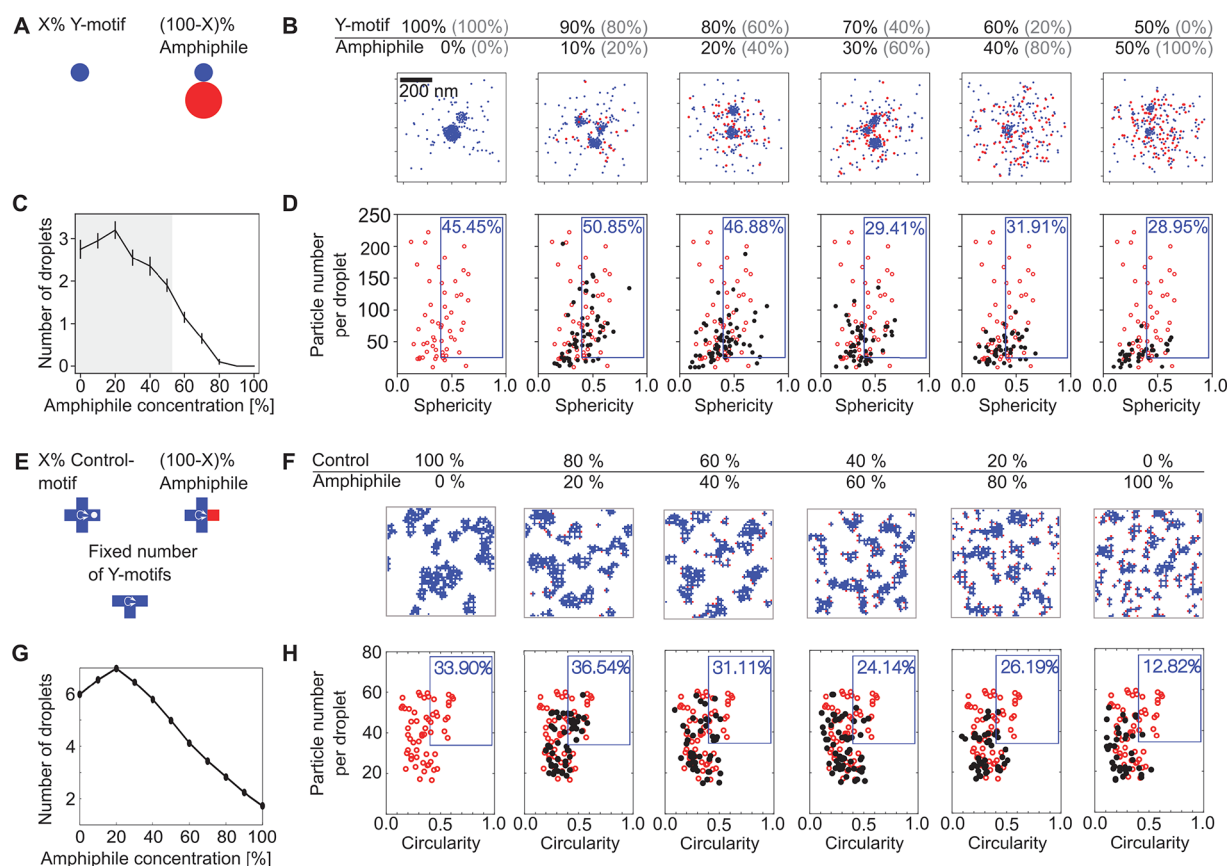 A X% Y-motif (100-X)%
Amphiphile
B Y-motif 100% (100%) 90% (80%) 80% (60%) 70% (40%) 60% (20%) 50% (0%)
Amphiphile 0% (0%) 10% (20%) 20% (40%) 30% (60%) 40% (80%) 50% (100%)
200 nm
C
Number of droplets
3
2
1
0
0 20 40 60 80 100
Amphiphile concentration [%]
D
Particle number
per droplet
250
200
150
100
50
45.45% 50.85% 46.88% 29.41% 31.91% 28.95%
0.0 0.5 1.0 0.0 0.5 1.0 0.0 0.5 1.0 0.0 0.5 1.0 0.0 0.5 1.0 0.0 0.5 1.0
Sphericity Sphericity Sphericity Sphericity Sphericity Sphericity
E X% Control-
motif
(100-X)%
Amphiphile
Fixed number
of Y-motifs
F Control 100 % 80 % 60 % 40 % 20 % 0 %
Amphiphile 0 % 20 % 40 % 60 % 80 % 100 %
G
Number of droplets
6
4
2
0 20 40 60 80 100
Amphiphile concentration [%]
H
Particle number
per droplet
80
60
40
20
33.90% 36.54% 31.11% 24.14% 26.19% 12.82%
0.0 0.5 1.0 0.0 0.5 1.0 0.0 0.5 1.0 0.0 0.5 1.0 0.0 0.5 1.0 0.0 0.5 1.0
Circularity Circularity Circularity Circularity Circularity Circularity